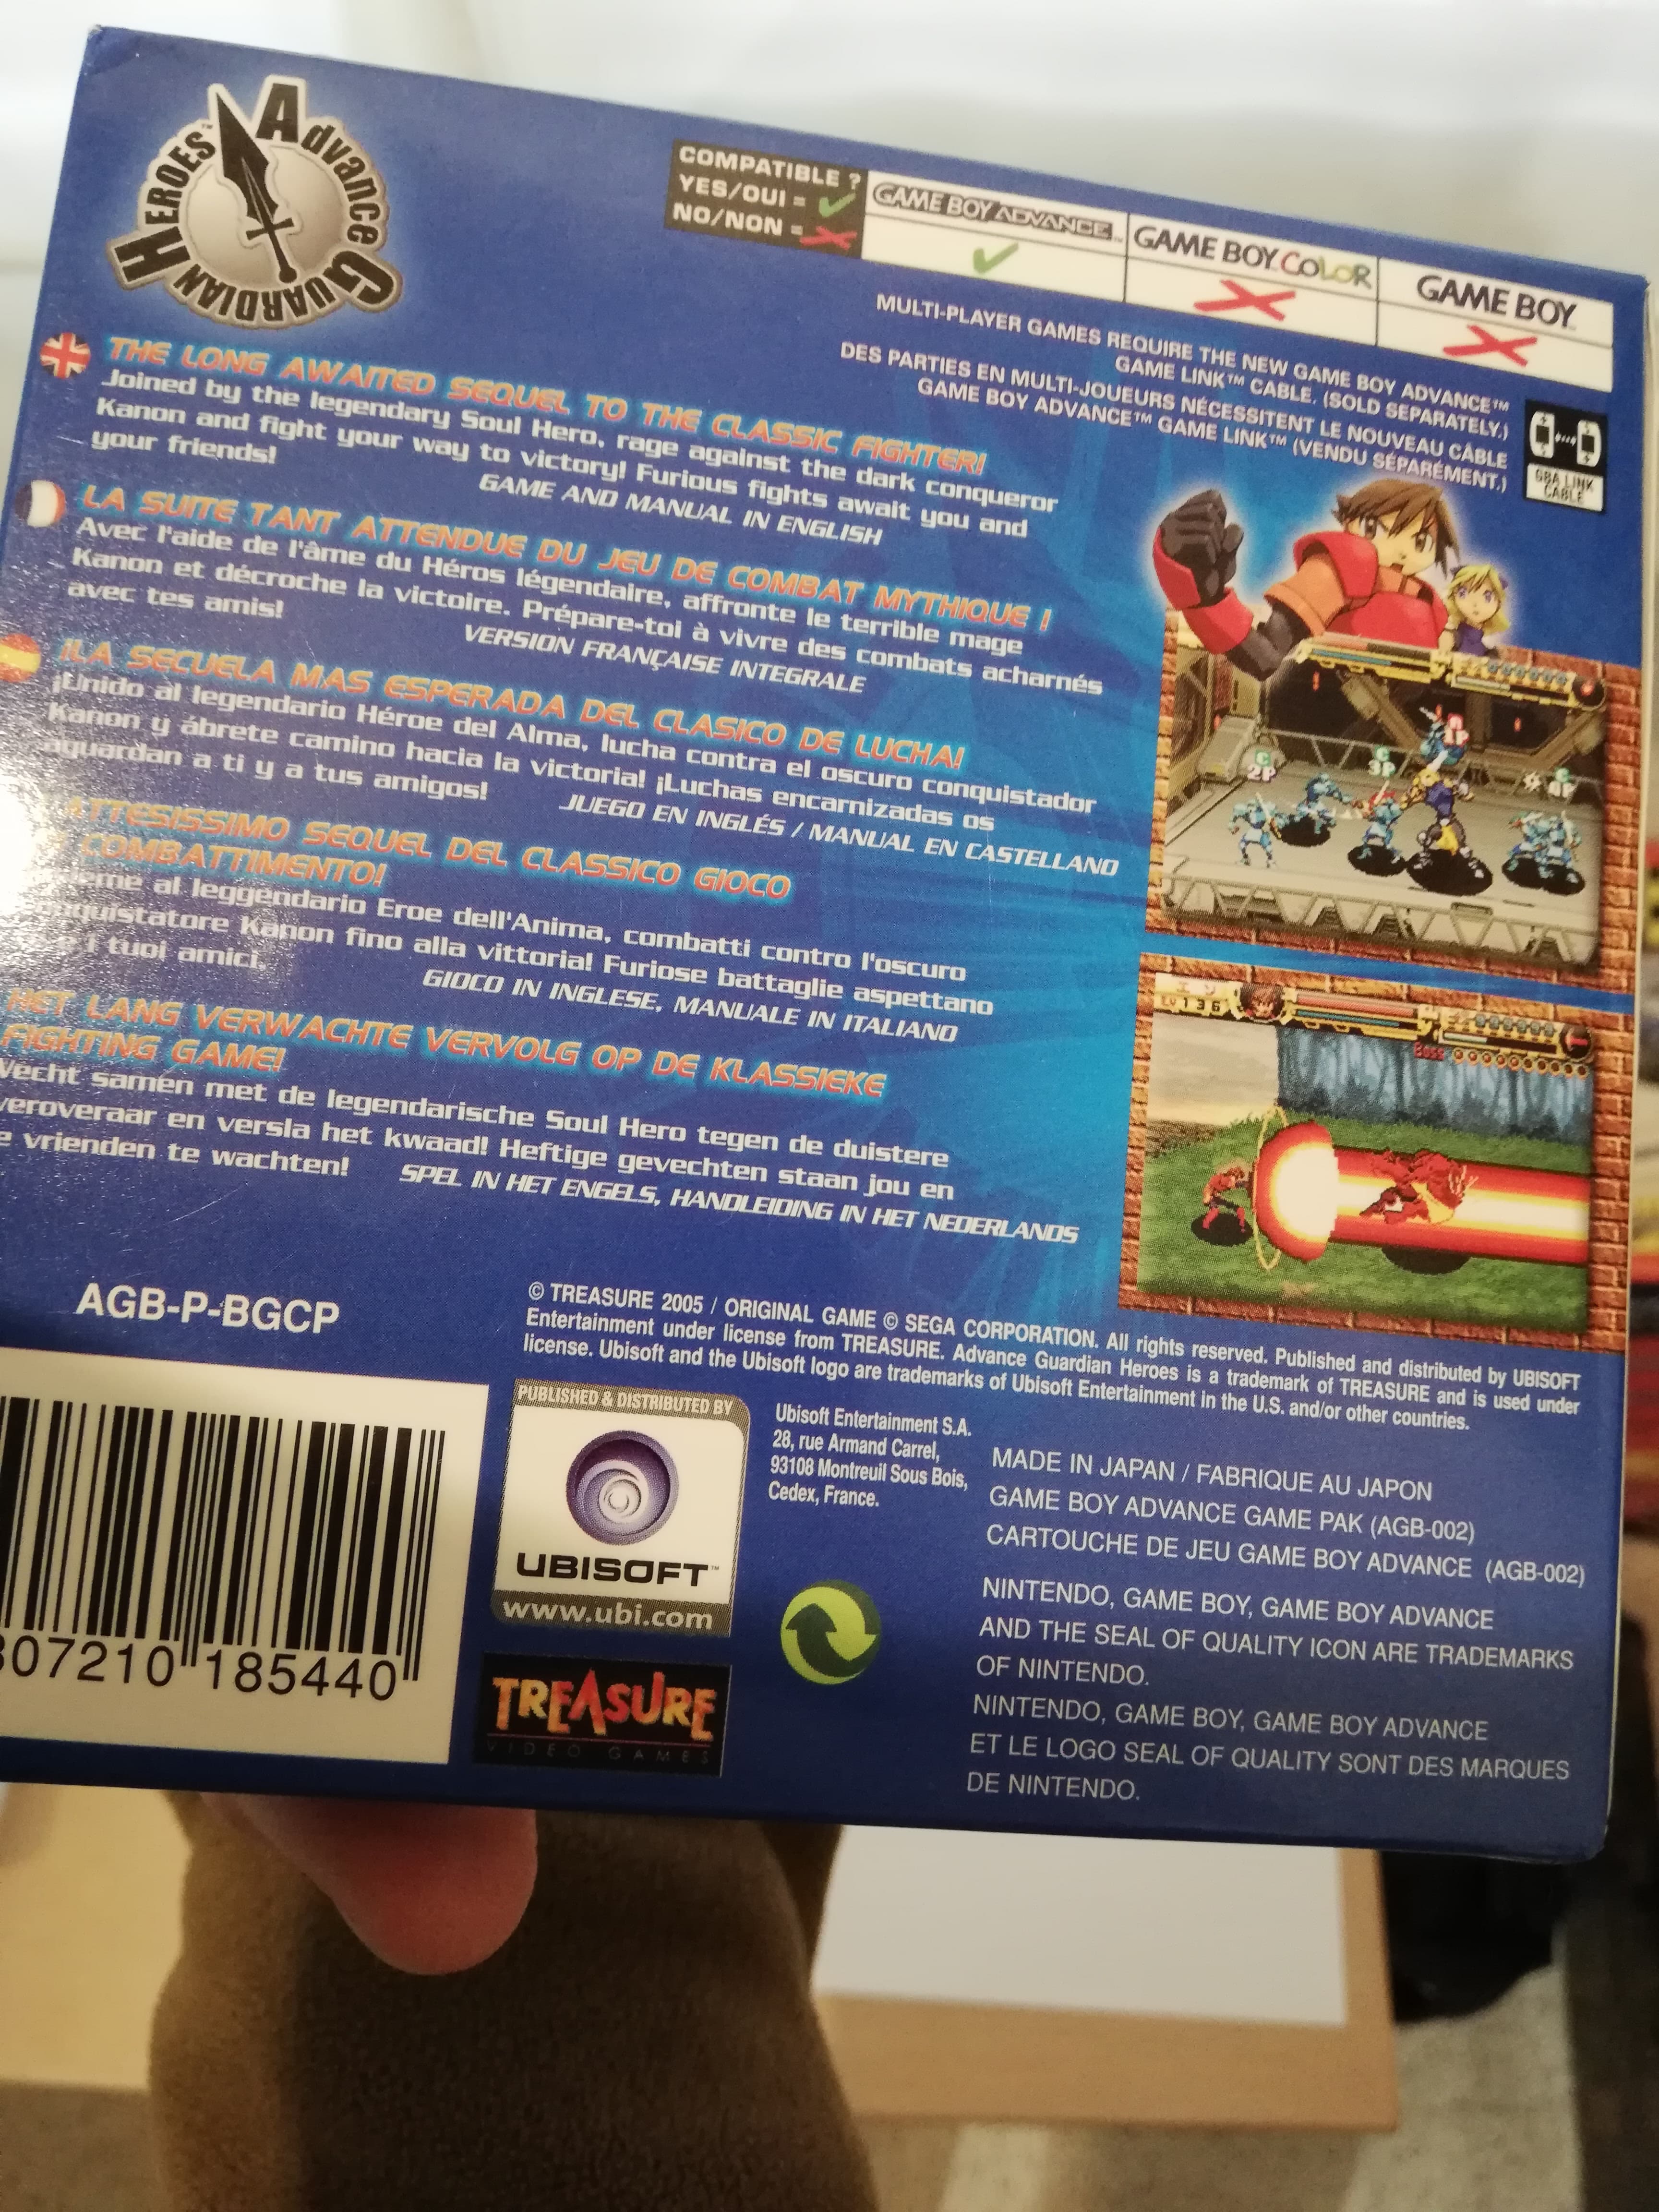 Advance
Guardian
Heroes™
COMPATIBLE ?
YES/OUI =
NO/NON =
GAME BOY ADVANCE™
GAME BOY COLOR
GAME BOY
MULTI-PLAYER GAMES REQUIRE THE NEW GAME BOY ADVANCE™
GAME LINK™ CABLE. (SOLD SEPARATELY.)
DES PARTIES EN MULTI-JOUEURS NÉCESSITENT LE NOUVEAU CÂBLE
GAME BOY ADVANCE™ GAME LINK™ (VENDU SÉPARÉMENT.)
GBA LINK
CABLE
THE LONG AWAITED SEQUEL TO THE CLASSIC FIGHTER!
Joined by the legendary Soul Hero, rage against the dark conqueror
Kanon and fight your way to victory! Furious fights await you and
your friends!
GAME AND MANUAL IN ENGLISH
LA SUITE TANT ATTENDUE DU JEU DE COMBAT MYTHIQUE !
Avec l'aide de l'âme du Héros légendaire, affronte le terrible mage
Kanon et décroche la victoire. Prépare-toi à vivre des combats acharnés
avec tes amis!
VERSION FRANÇAISE INTEGRALE
¡LA SECUELA MAS ESPERADA DEL CLASICO DE LUCHA!
¡Unido al legendario Héroe del Alma, lucha contra el oscuro conquistador
Kanon y ábrete camino hacia la victoria! ¡Luchas encarnizadas os
aguardan a ti y a tus amigos!
JUEGO EN INGLÉS / MANUAL EN CASTELLANO
SEQUEL DEL CLASSICO GIOCO
COMBATTIMENTO!
al leggendario Eroe dell'Anima, combatti contro l'oscuro
Kanon fino alla vittoria! Furiose battaglie aspettano
i tuoi amici.
GIOCO IN INGLESE, MANUALE IN ITALIANO
HET LANG VERWACHTE VERVOLG OP DE KLASSIEKE
FIGHTING GAME!
Vecht samen met de legendarische Soul Hero tegen de duistere
veroveraar en versla het kwaad! Heftige gevechten staan jou en
vrienden te wachten!
SPEL IN HET ENGELS, HANDLEIDING IN HET NEDERLANDS
1P
C
2P
C
3P
C
4P
エン
Lv 136
Boss
AGB-P-BGCP
© TREASURE 2005 / ORIGINAL GAME © SEGA CORPORATION. All rights reserved. Published and distributed by UBISOFT
Entertainment under license from TREASURE. Advance Guardian Heroes is a trademark of TREASURE and is used under
license. Ubisoft and the Ubisoft logo are trademarks of Ubisoft Entertainment in the U.S. and/or other countries.
PUBLISHED & DISTRIBUTED BY
UBISOFT™
www.ubi.com
Ubisoft Entertainment S.A.
28, rue Armand Carrel,
93108 Montreuil Sous Bois,
Cedex, France.
MADE IN JAPAN / FABRIQUE AU JAPON
GAME BOY ADVANCE GAME PAK (AGB-002)
CARTOUCHE DE JEU GAME BOY ADVANCE (AGB-002)
NINTENDO, GAME BOY, GAME BOY ADVANCE
AND THE SEAL OF QUALITY ICON ARE TRADEMARKS
OF NINTENDO.
NINTENDO, GAME BOY, GAME BOY ADVANCE
ET LE LOGO SEAL OF QUALITY SONT DES MARQUES
DE NINTENDO.
307210 185440
TREASURE
VIDEO GAMES